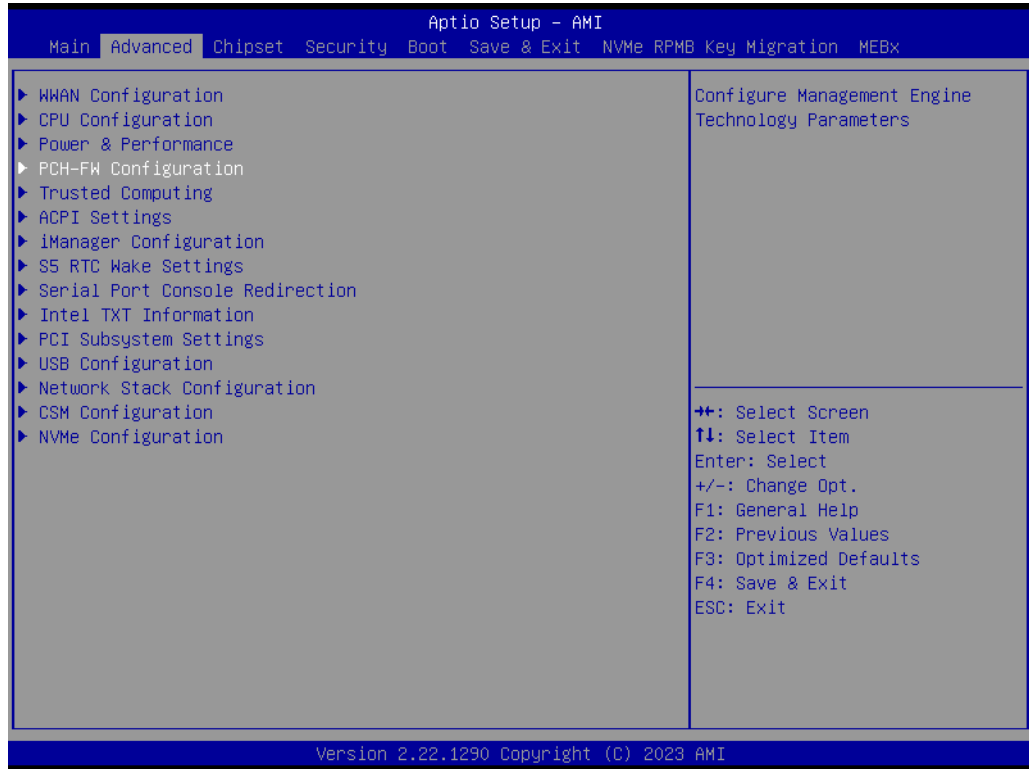 Aptio Setup – AMI
Main Advanced Chipset Security Boot Save & Exit NVMe RPMB Key Migration MEBx
▶ WWAN Configuration
▶ CPU Configuration
▶ Power & Performance
▶ PCH-FW Configuration
▶ Trusted Computing
▶ ACPI Settings
▶ iManager Configuration
▶ S5 RTC Wake Settings
▶ Serial Port Console Redirection
▶ Intel TXT Information
▶ PCI Subsystem Settings
▶ USB Configuration
▶ Network Stack Configuration
▶ CSM Configuration
▶ NVMe Configuration
Configure Management Engine
Technology Parameters
→←: Select Screen
↑↓: Select Item
Enter: Select
+/-: Change Opt.
F1: General Help
F2: Previous Values
F3: Optimized Defaults
F4: Save & Exit
ESC: Exit
Version 2.22.1290 Copyright (C) 2023 AMI